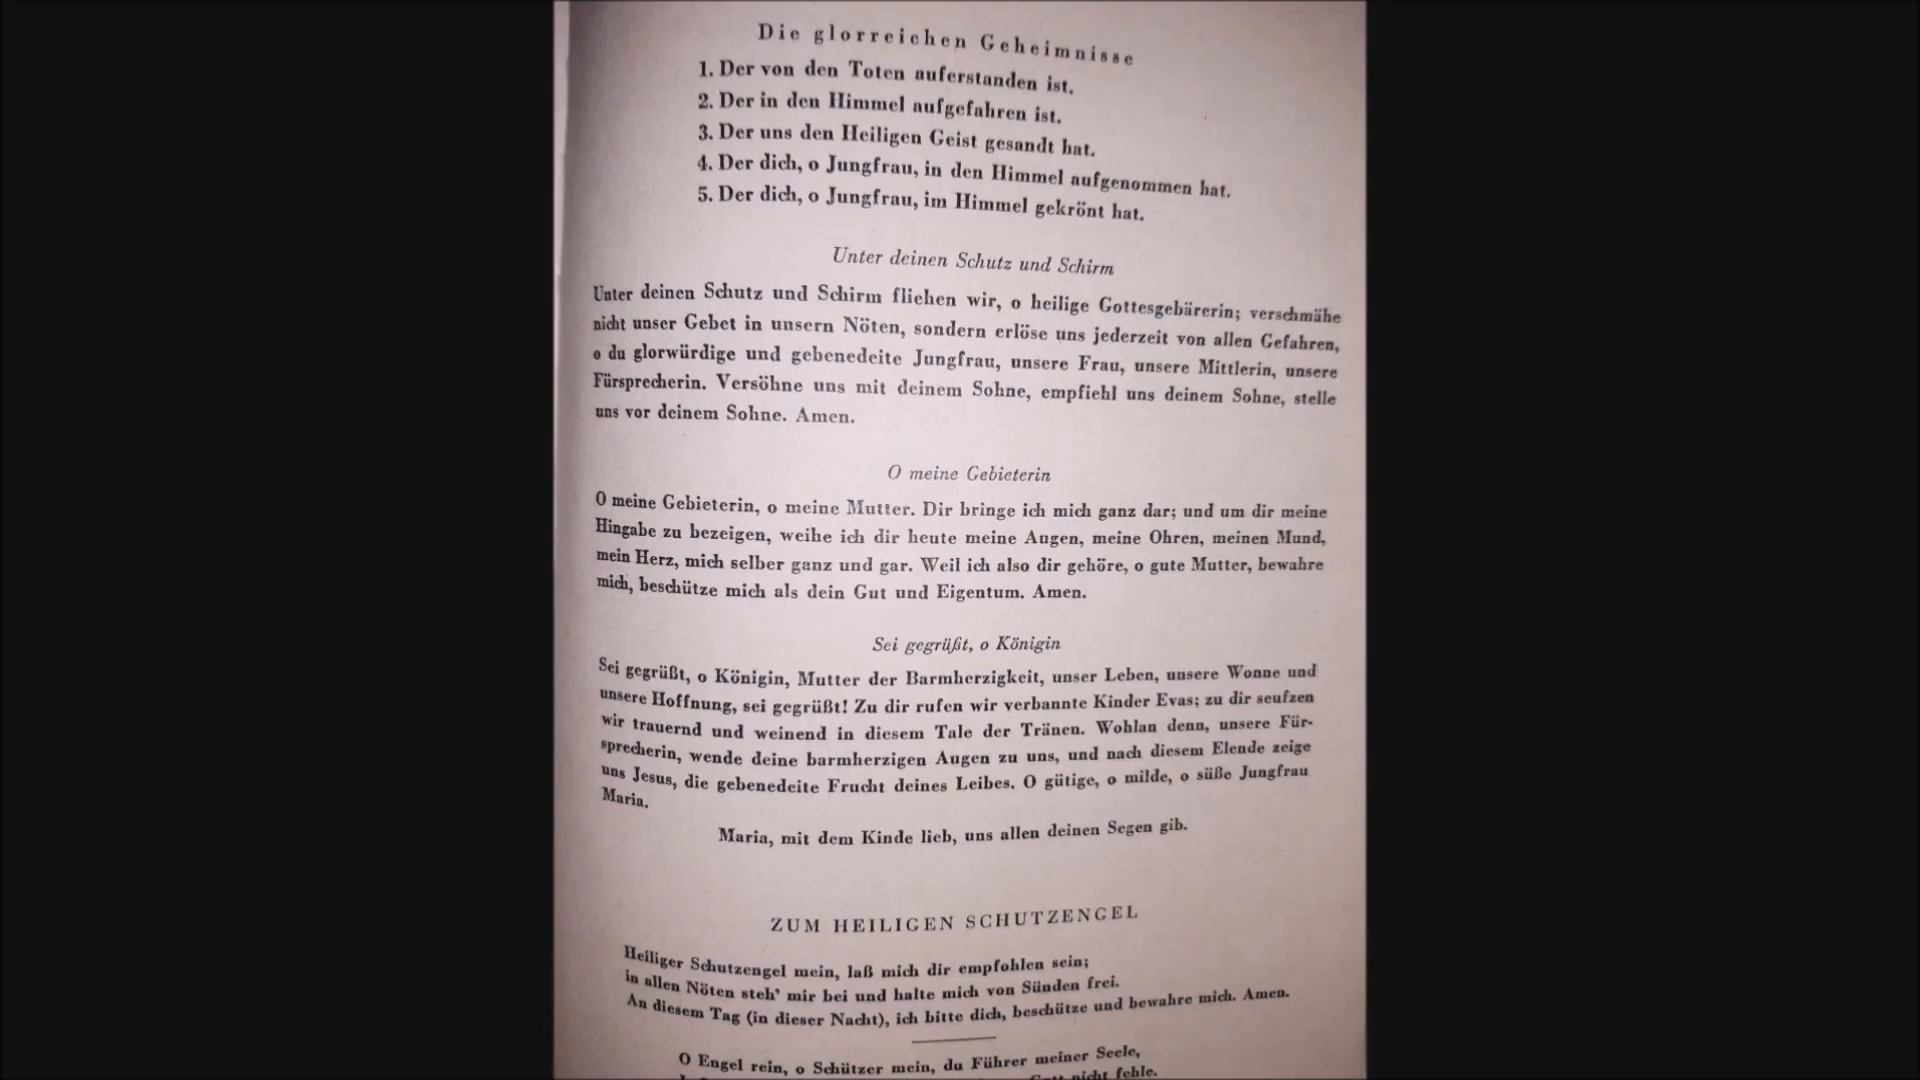 Die glorreichen Geheimnisse
1. Der von den Toten auferstanden ist.
2. Der in den Himmel aufgefahren ist.
3. Der uns den Heiligen Geist gesandt hat.
4. Der dich, o Jungfrau, in den Himmel aufgenommen hat.
5. Der dich, o Jungfrau, im Himmel gekrönt hat.
Unter deinen Schutz und Schirm
Unter deinen Schutz und Schirm fliehen wir, o heilige Gottesgebärerin; verschmähe
nicht unser Gebet in unsern Nöten, sondern erlöse uns jederzeit von allen Gefahren,
o du glorwürdige und gebenedeite Jungfrau, unsere Frau, unsere Mittlerin, unsere
Fürsprecherin. Versöhne uns mit deinem Sohne, empfiehl uns deinem Sohne, stelle
uns vor deinem Sohne. Amen.
O meine Gebieterin
O meine Gebieterin, o meine Mutter. Dir bringe ich mich ganz dar; und um dir meine
Hingabe zu bezeigen, weihe ich dir heute meine Augen, meine Ohren, meinen Mund,
mein Herz, mich selber ganz und gar. Weil ich also dir gehöre, o gute Mutter, bewahre
mich, beschütze mich als dein Gut und Eigentum. Amen.
Sei gegrüßt, o Königin
Sei gegrüßt, o Königin, Mutter der Barmherzigkeit, unser Leben, unsere Wonne und
unsere Hoffnung, sei gegrüßt! Zu dir rufen wir verbannte Kinder Evas; zu dir seufzen
wir trauernd und weinend in diesem Tale der Tränen. Wohlan denn, unsere Für-
sprecherin, wende deine barmherzigen Augen zu uns, und nach diesem Elende zeige
uns Jesus, die gebenedeite Frucht deines Leibes. O gütige, o milde, o süße Jungfrau
Maria.
Maria, mit dem Kinde lieb, uns allen deinen Segen gib.
ZUM HEILIGEN SCHUTZENGEL
Heiliger Schutzengel mein, laß mich dir empfohlen sein;
in allen Nöten steh' mir bei und halte mich von Sünden frei.
An diesem Tag (in dieser Nacht), ich bitte dich, beschütze und bewahre mich. Amen.
O Engel rein, o Schützer mein, du Führer meiner Seele,
nicht fehle.